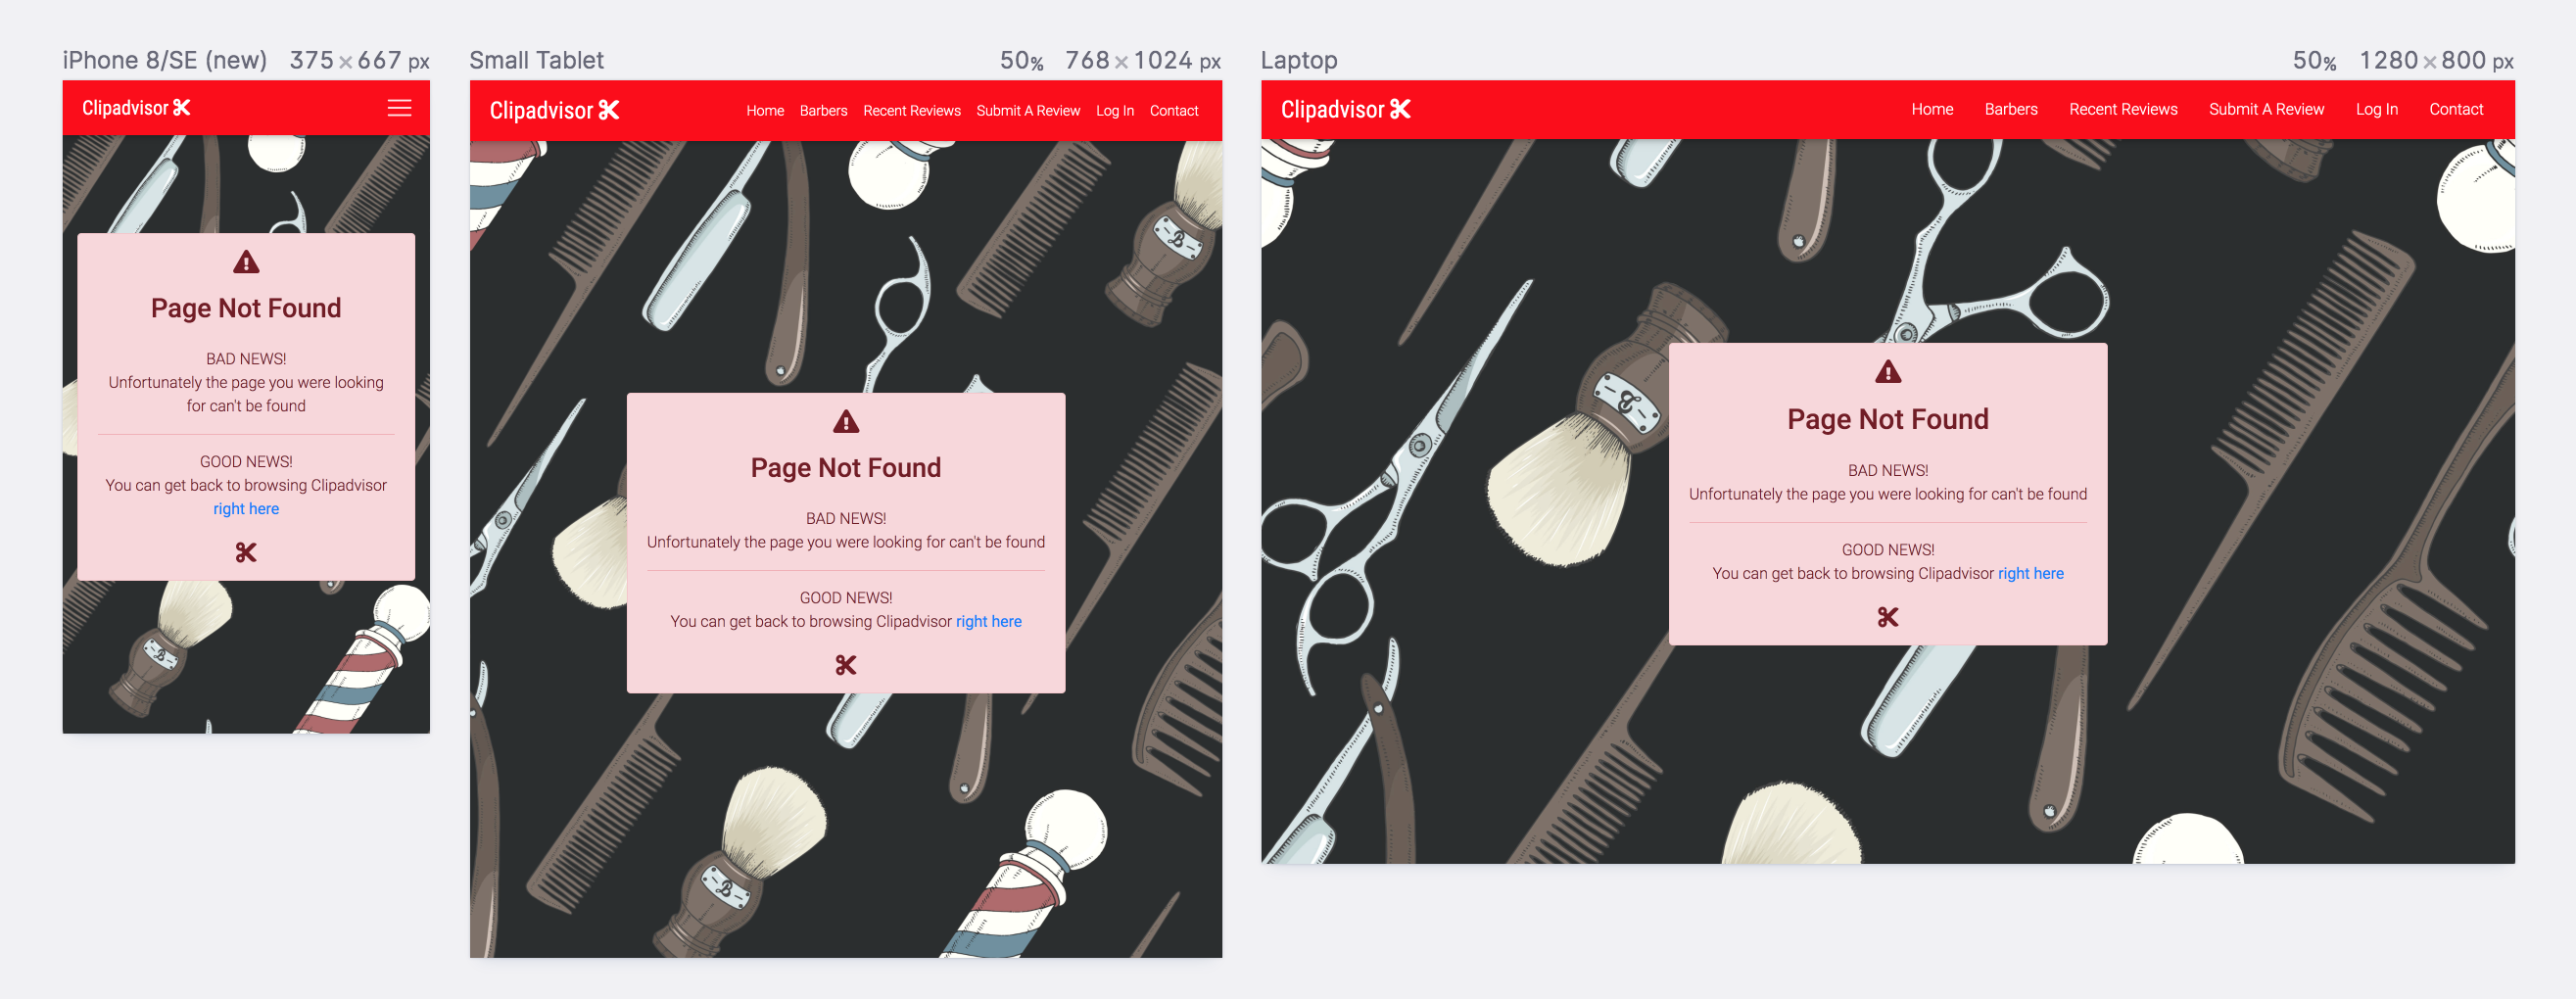 iPhone 8/SE (new) 375×667 px
Clipadvisor
Page Not Found
BAD NEWS!
Unfortunately the page you were looking
for can't be found
GOOD NEWS!
You can get back to browsing Clipadvisor
right here
Small Tablet 50% 768×1024 px
Clipadvisor Home Barbers Recent Reviews Submit A Review Log In Contact
B
Page Not Found
BAD NEWS!
Unfortunately the page you were looking for can't be found
GOOD NEWS!
You can get back to browsing Clipadvisor right here
B
Laptop 50% 1280×800 px
Clipadvisor Home Barbers Recent Reviews Submit A Review Log In Contact
Page Not Found
BAD NEWS!
Unfortunately the page you were looking for can't be found
GOOD NEWS!
You can get back to browsing Clipadvisor right here